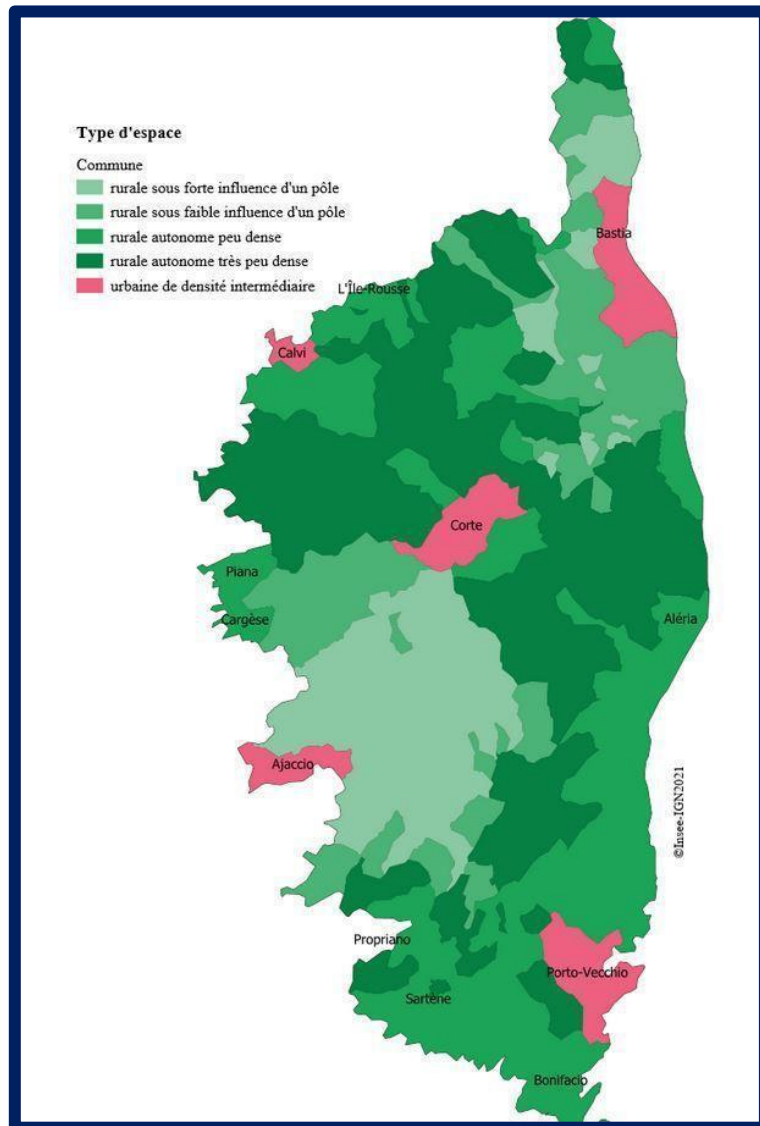 Type d'espace
Commune
rurale sous forte influence d'un pôle
rurale sous faible influence d'un pôle
rurale autonome peu dense
rurale autonome très peu dense
urbaine de densité intermédiaire
Bastia
L'Île-Rousse
Calvi
Corte
Piana
Cargèse
Aléria
Ajaccio
©Insee-IGN2021
Propriano
Porto-Vecchio
Sartène
Bonifacio